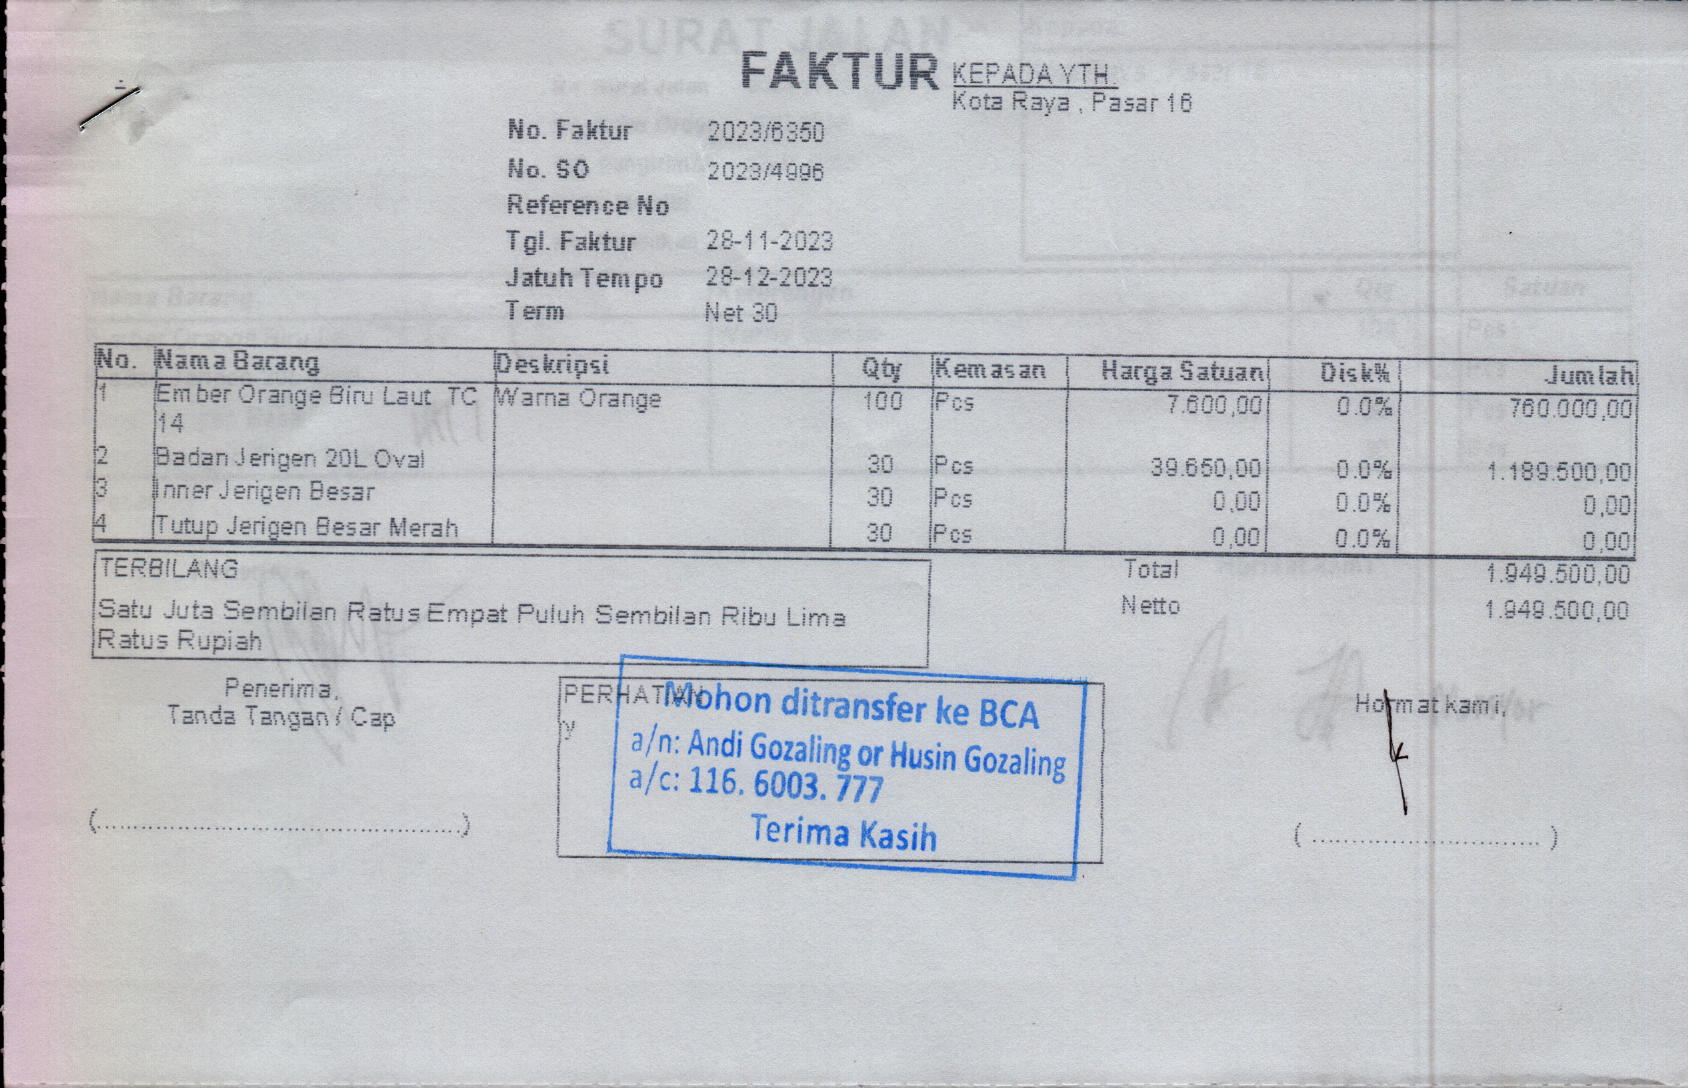 FAKTUR
KEPADA YTH.
Kota Raya , Pasar 16
No. Faktur 2023/6350
No. SO 2023/4996
Reference No
Tgl. Faktur 28-11-2023
Jatuh Tempo 28-12-2023
Term Net 30
No. Nama Barang Deskripsi Qty Kemasan Harga Satuan Disk% Jumlah
1 Ember Orange Biru Laut TC Warna Orange 100 Pcs 7.600,00 0.0% 760.000,00
14
2 Badan Jerigen 20L Oval 30 Pcs 39.650,00 0.0% 1.189.500,00
3 Inner Jerigen Besar 30 Pcs 0,00 0.0% 0,00
4 Tutup Jerigen Besar Merah 30 Pcs 0,00 0.0% 0,00
TERBILANG
Satu Juta Sembilan Ratus Empat Puluh Sembilan Ribu Lima
Ratus Rupiah
Total 1.949.500,00
Netto 1.949.500,00
Penerima,
Tanda Tangan / Cap
(........................................................)
PERHATIAN
y
Mohon ditransfer ke BCA
a/n: Andi Gozaling or Husin Gozaling
a/c: 116. 6003. 777
Terima Kasih
Hormat kami,
( ................................... )
SURAT JALAN
Nama Barang
Qty
Satuan